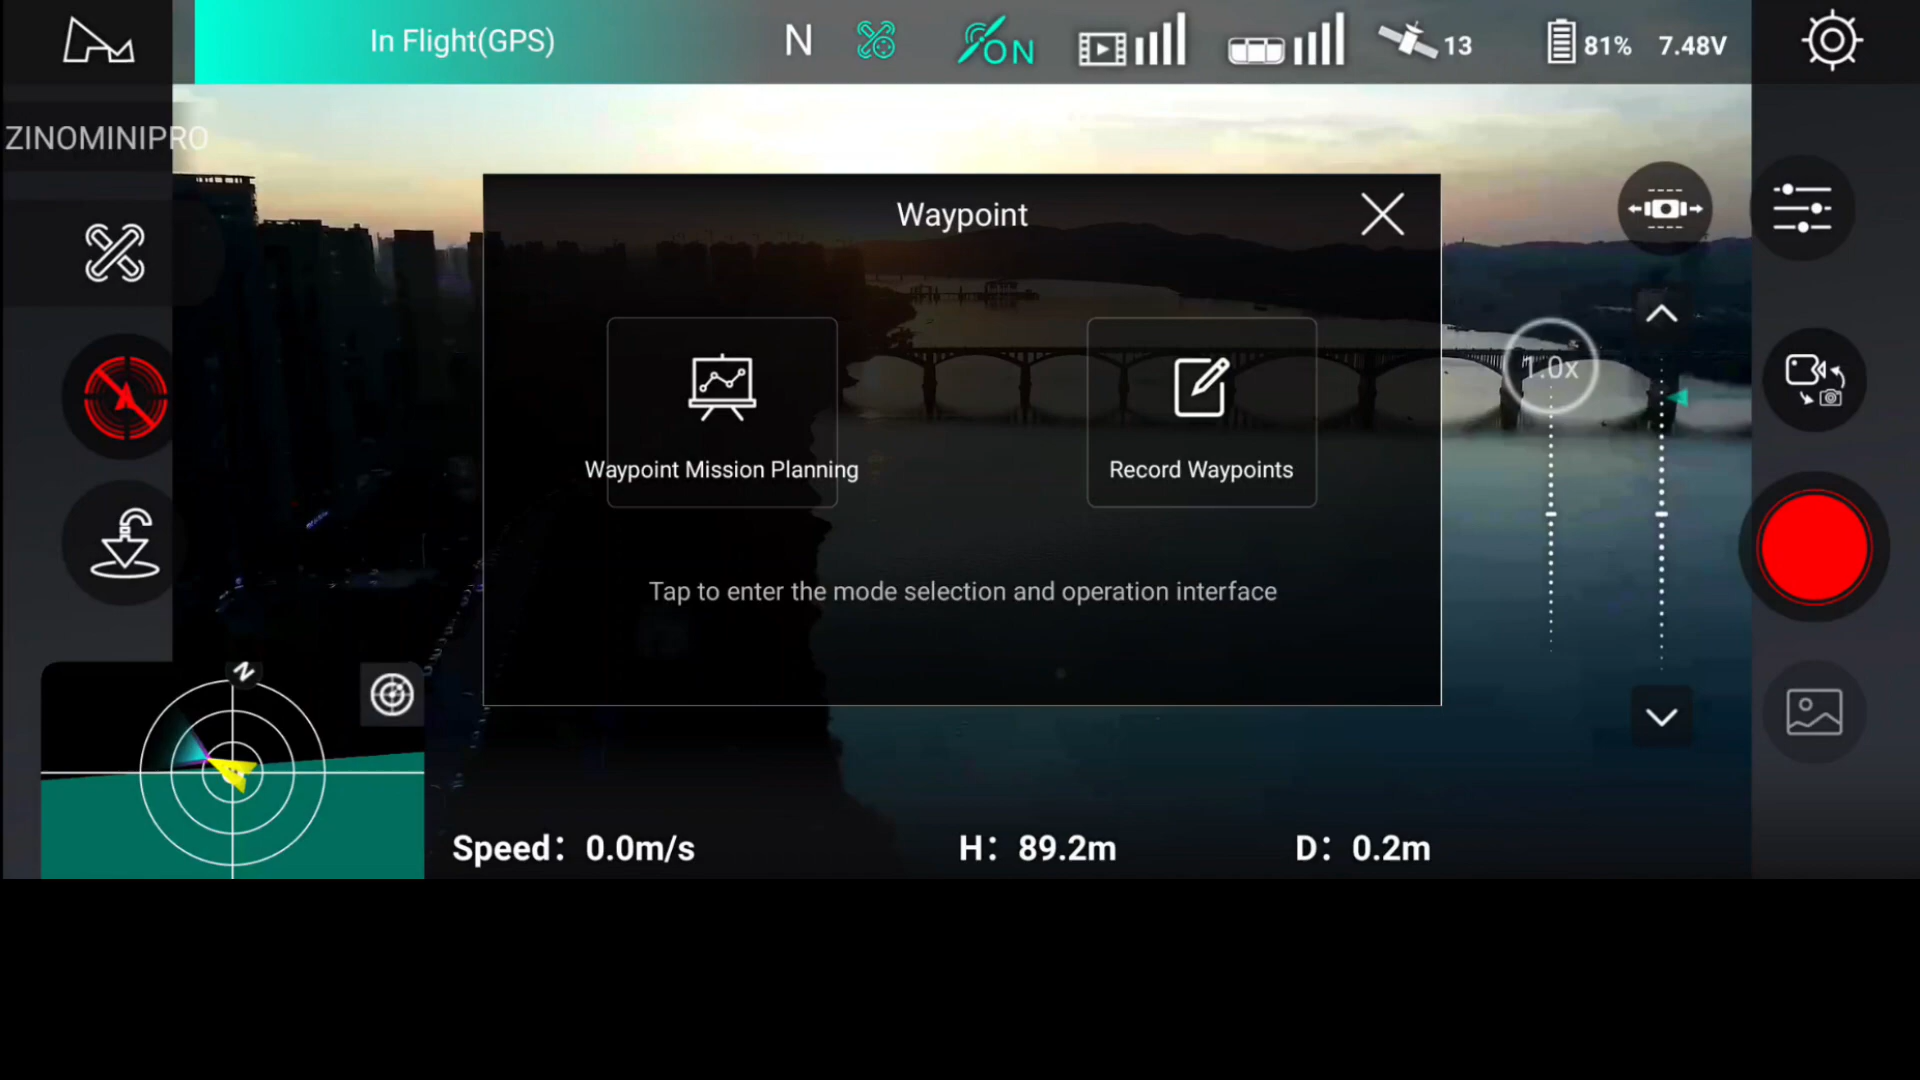 In Flight(GPS)
N
ON
13
81%
7.48V
ZINOMINIPRO
Waypoint
1.0x
Waypoint Mission Planning
Record Waypoints
Tap to enter the mode selection and operation interface
N
Speed: 0.0m/s
H: 89.2m
D: 0.2m